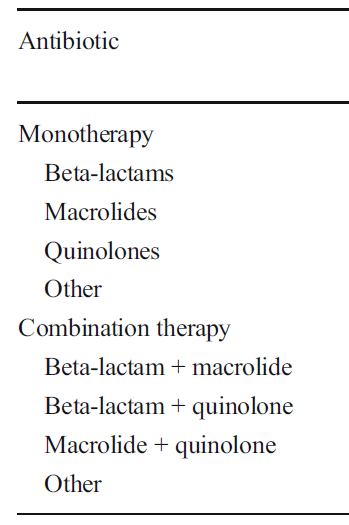 Antibiotic
Monotherapy
Beta-lactams
Macrolides
Quinolones
Other
Combination therapy
Beta-lactam + macrolide
Beta-lactam + quinolone
Macrolide + quinolone
Other